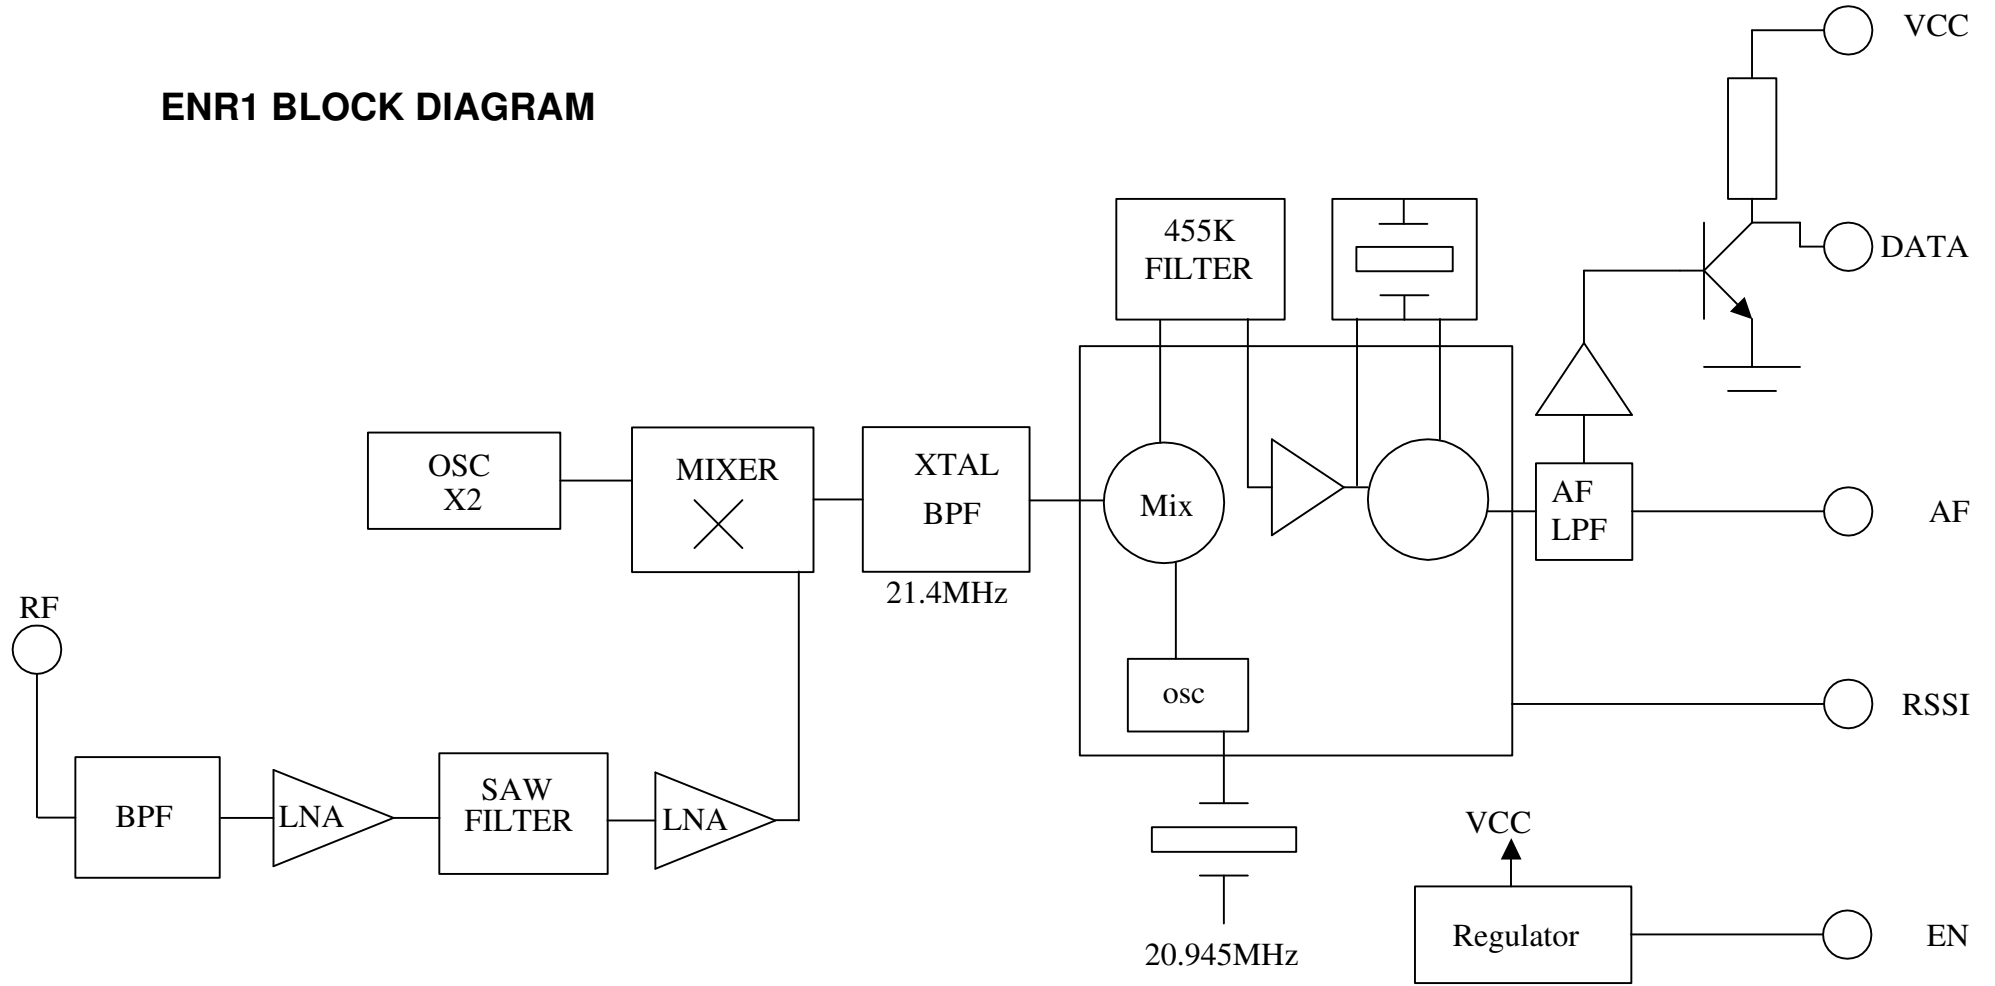 VCC
ENR1 BLOCK DIAGRAM
455K
FILTER
DATA
OSC
X2
MIXER
XTAL
BPF
21.4MHz
Mix
AF
LPF
AF
RF
osc
RSSI
BPF
LNA
SAW
FILTER
LNA
20.945MHz
VCC
Regulator
EN